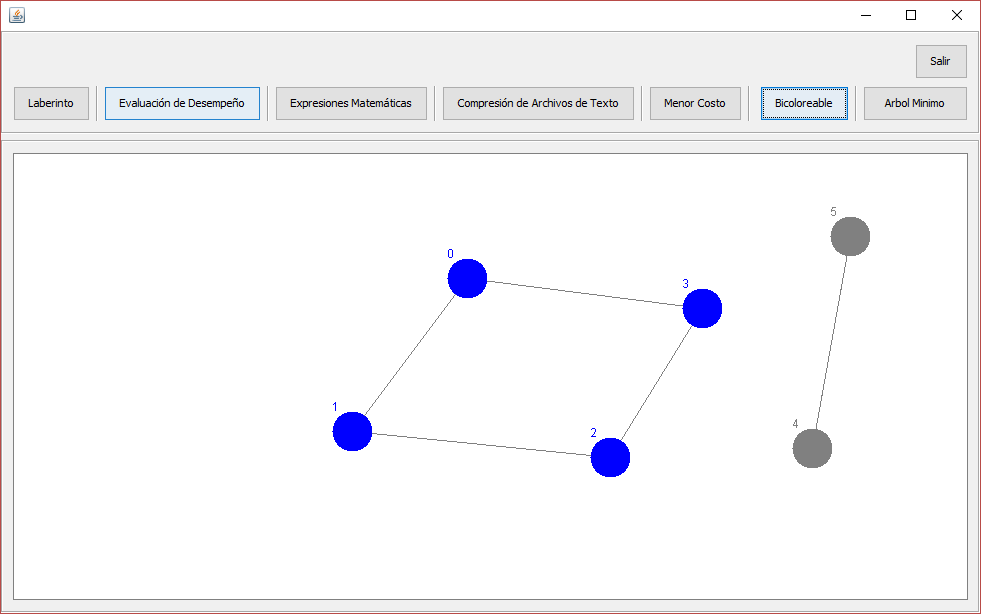 Salir
Laberinto
Evaluación de Desempeño
Expresiones Matemáticas
Compresión de Archivos de Texto
Menor Costo
Bicoloreable
Arbol Minimo
5
0
3
1
2
4